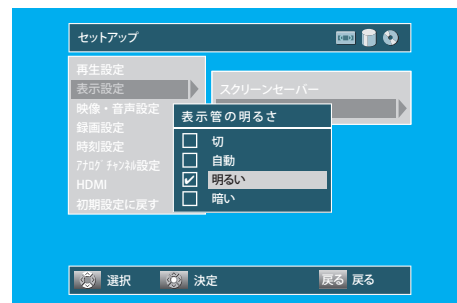 セットアップ
再生設定
表示設定
スクリーンセーバー
映像・音声設定
表示管の明るさ
録画設定
切
時刻設定
自動
アナログチャンネル設定
明るい
HDMI
暗い
初期設定に戻す
選択
決定
戻る 戻る